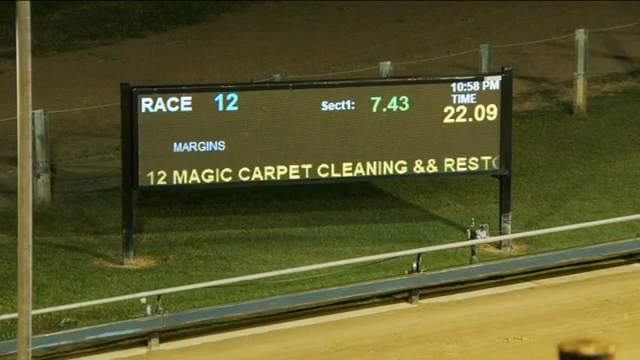 RACE 12 Sect1: 7.43 10:58 PM
TIME
22.09
MARGINS
12 MAGIC CARPET CLEANING && RESTO